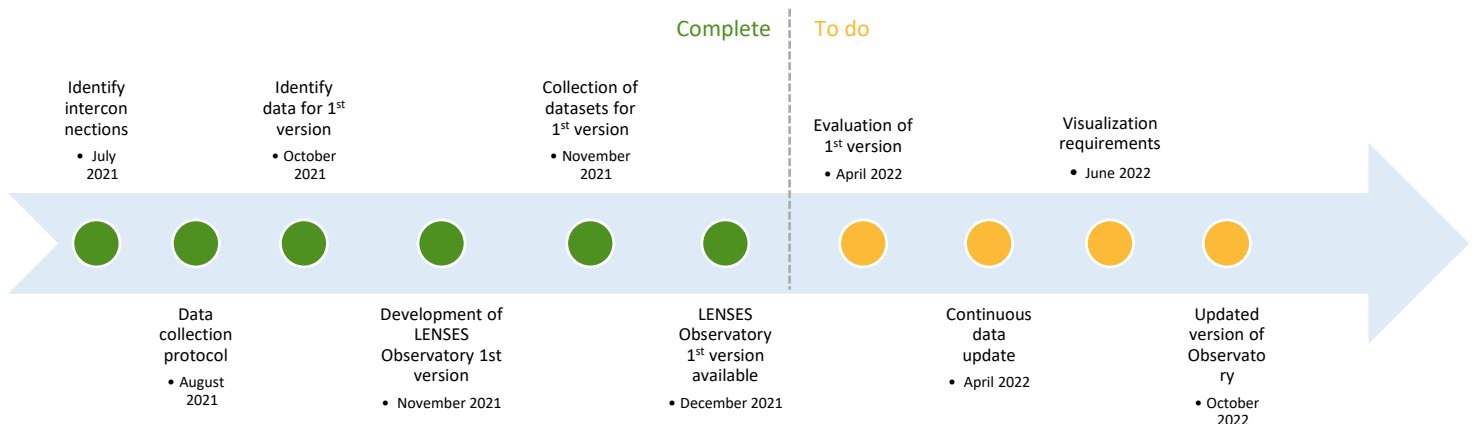 Complete
To do
Identify
intercon
nections
• July
2021
Identify
data for 1st
version
• October
2021
Collection of
datasets for
1st version
• November
2021
Evaluation of
1st version
• April 2022
Visualization
requirements
• June 2022
Data
collection
protocol
• August
2021
Development of
LENSES
Observatory 1st
version
• November 2021
LENSES
Observatory
1st version
available
• December 2021
Continuous
data
update
• April 2022
Updated
version of
Observato
ry
• October
2022